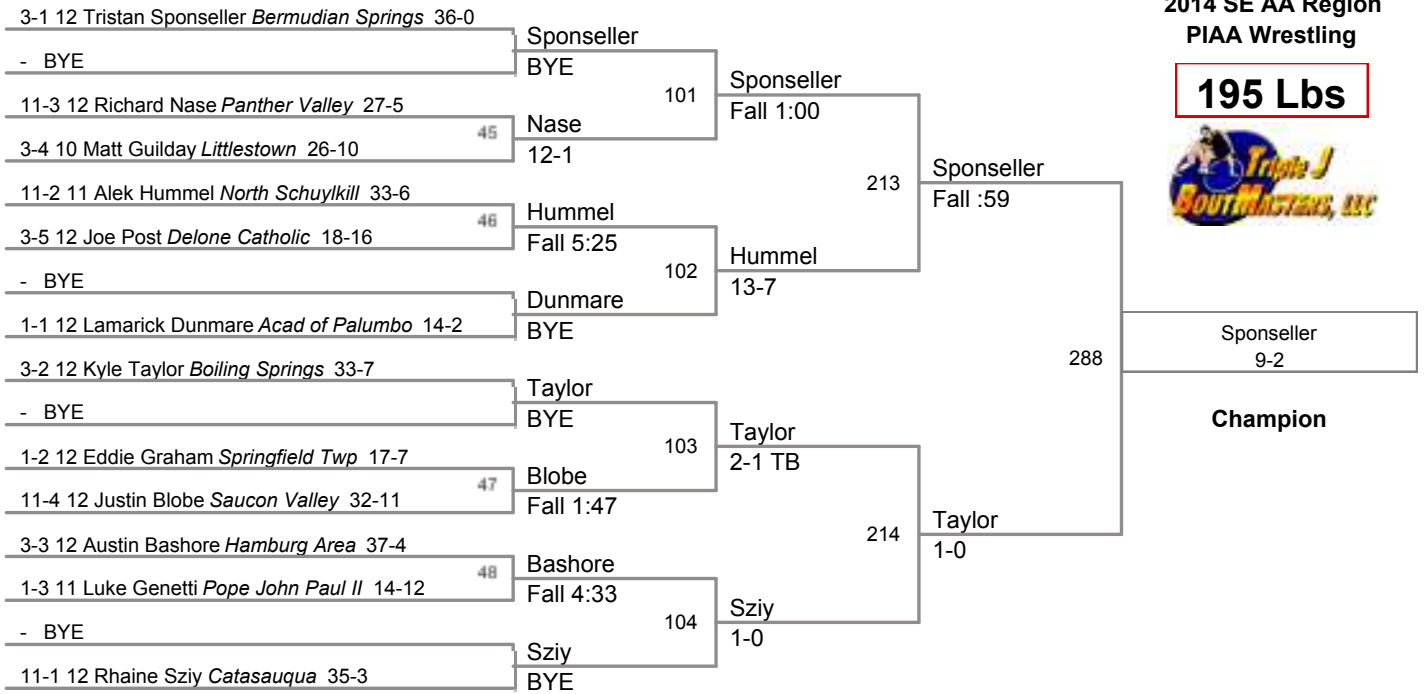 3-1 12 Tristan Sponseller Bermudian Springs 36-0
- BYE
11-3 12 Richard Nase Panther Valley 27-5
3-4 10 Matt Guilday Littlestown 26-10
11-2 11 Alek Hummel North Schuylkill 33-6
3-5 12 Joe Post Delone Catholic 18-16
- BYE
1-1 12 Lamarick Dunmare Acad of Palumbo 14-2
3-2 12 Kyle Taylor Boiling Springs 33-7
- BYE
1-2 12 Eddie Graham Springfield Twp 17-7
11-4 12 Justin Blobe Saucon Valley 32-11
3-3 12 Austin Bashore Hamburg Area 37-4
1-3 11 Luke Genetti Pope John Paul II 14-12
- BYE
11-1 12 Rhaine Sziy Catasauqua 35-3
Sponseller
BYE
45
Nase
12-1
46
Hummel
Fall 5:25
Dunmare
BYE
Taylor
BYE
47
Blobe
Fall 1:47
48
Bashore
Fall 4:33
Sziy
BYE
101
Sponseller
Fall 1:00
102
Hummel
13-7
103
Taylor
2-1 TB
104
Sziy
1-0
213
Sponseller
Fall :59
214
Taylor
1-0
288
Sponseller
9-2
Champion
2014 SE AA Region
PIAA Wrestling
195 Lbs
Triple J
BOUTMASTERS, LLC